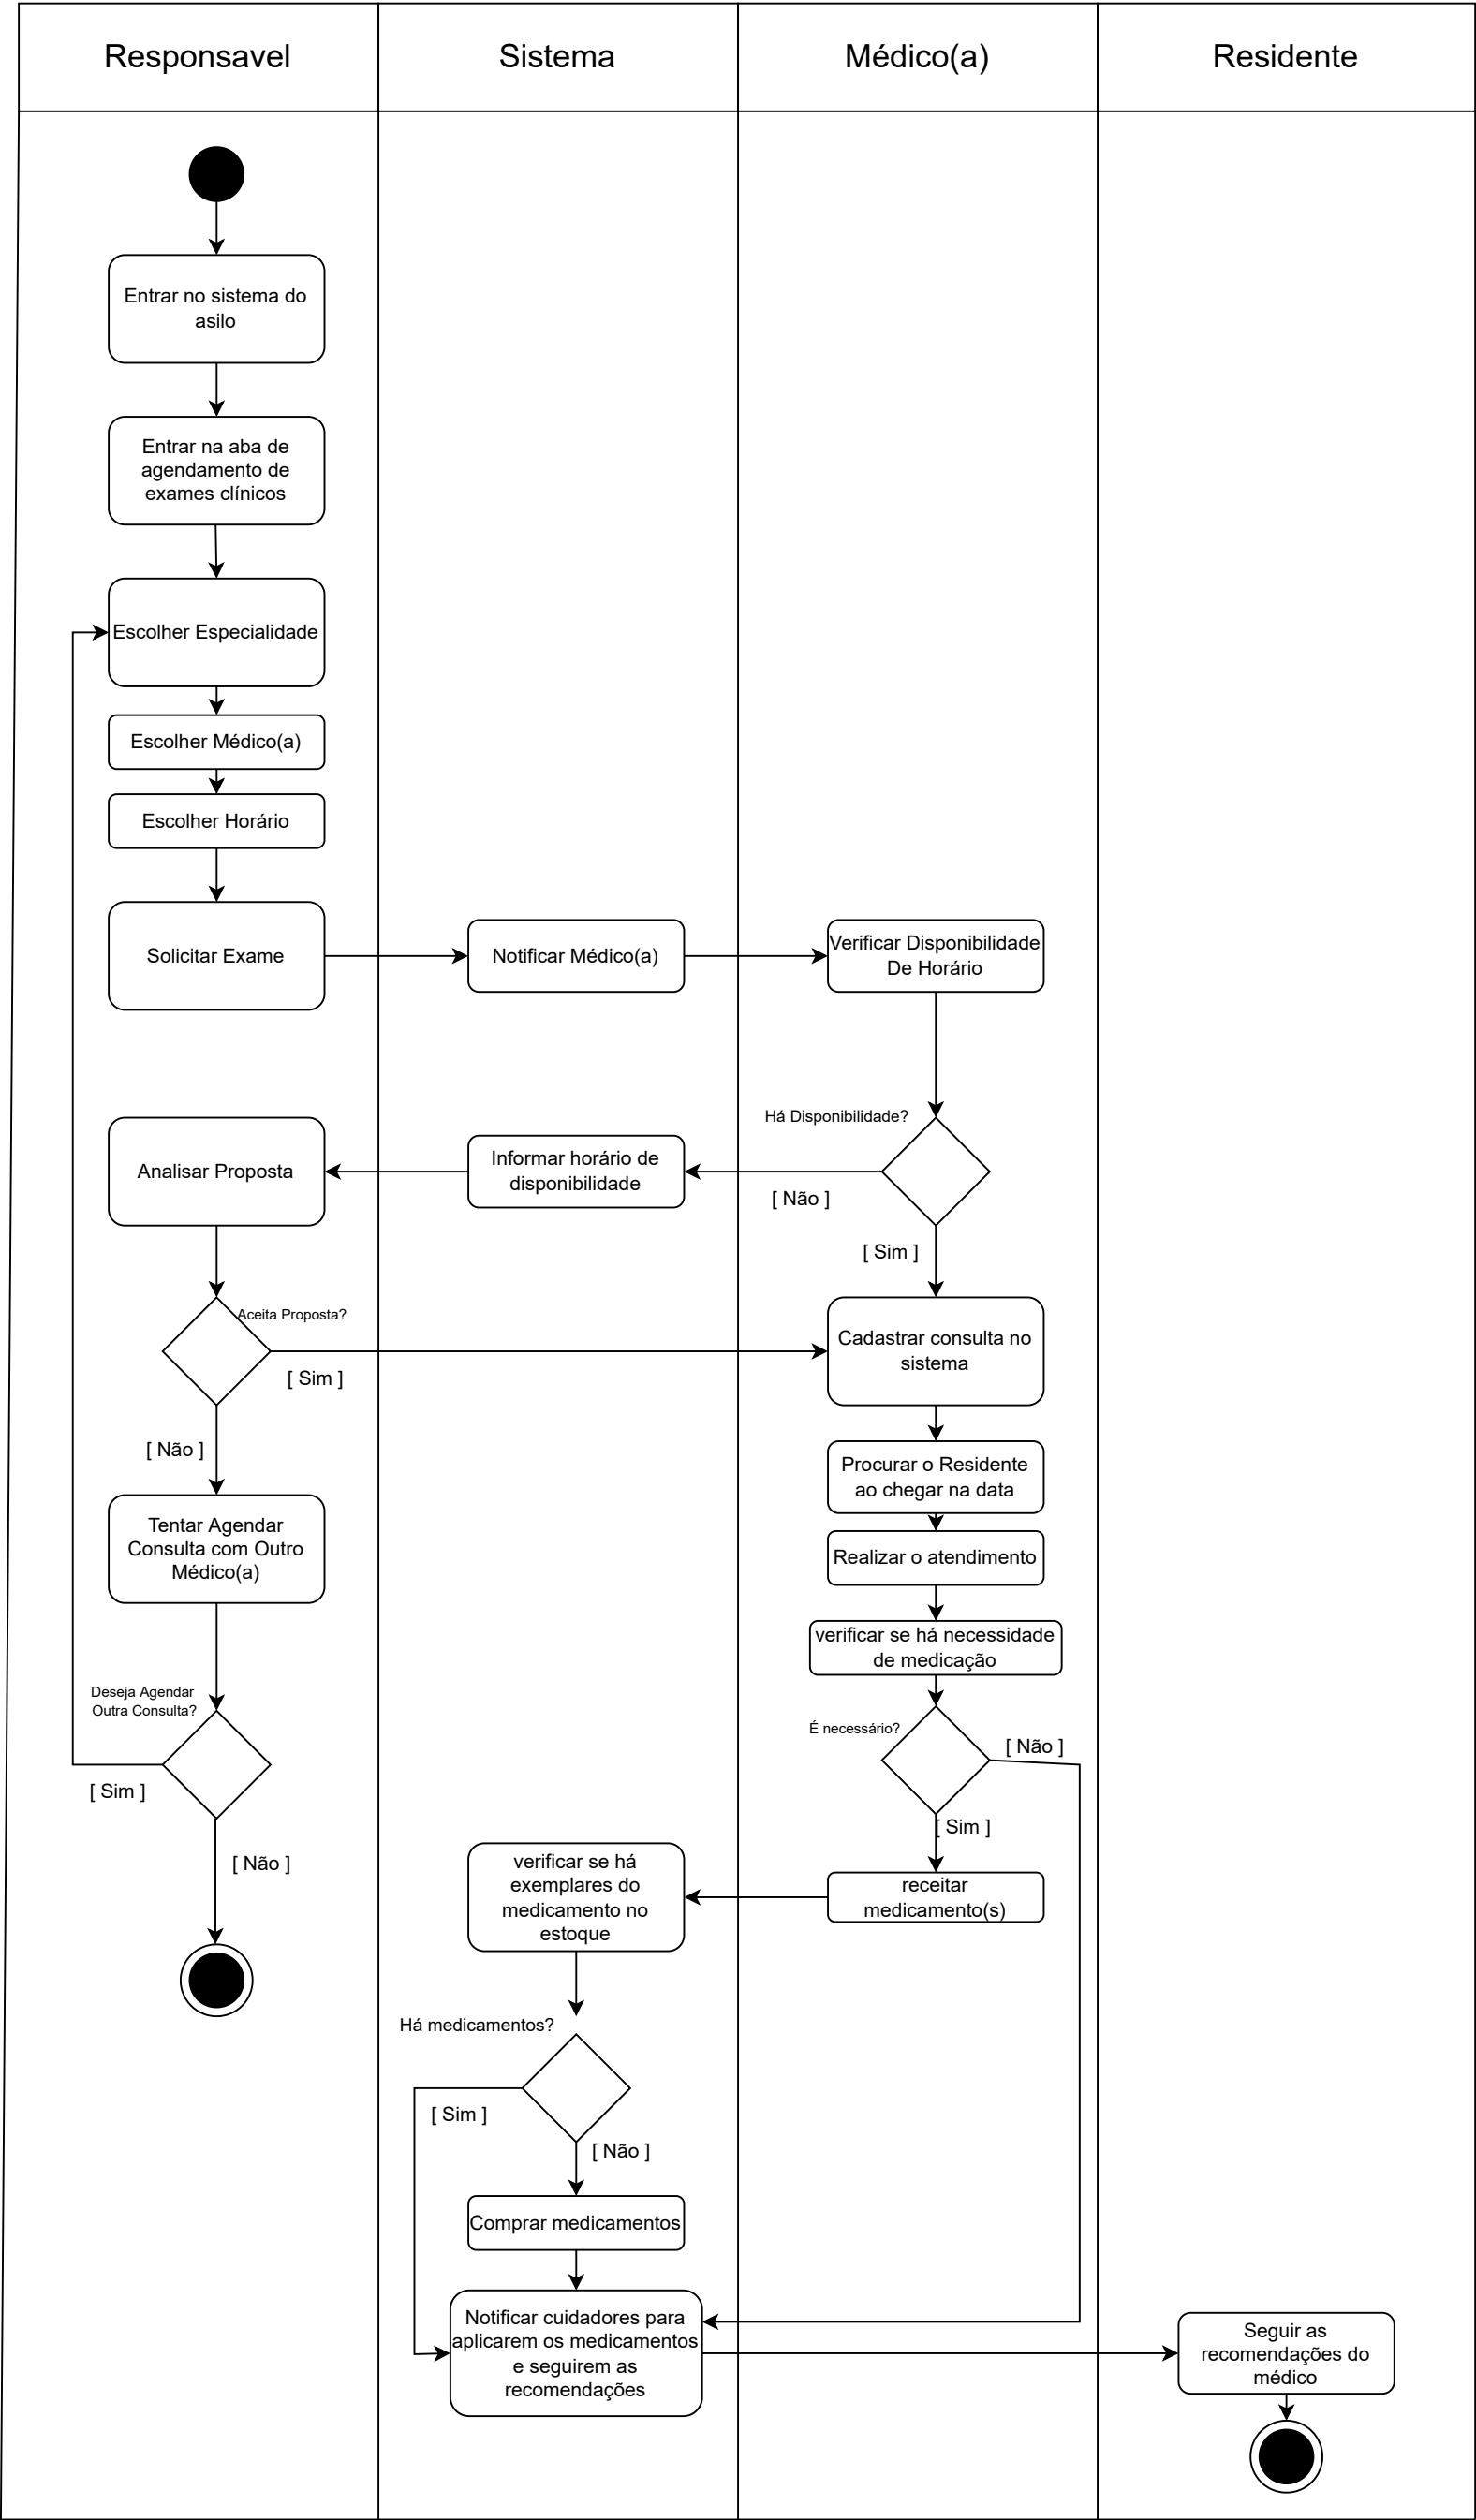 Responsavel
Sistema
Médico(a)
Residente
Entrar no sistema do
asilo
Entrar na aba de
agendamento de
exames clínicos
Escolher Especialidade
Escolher Médico(a)
Escolher Horário
Solicitar Exame
Notificar Médico(a)
Verificar Disponibilidade
De Horário
Há Disponibilidade?
Analisar Proposta
Informar horário de
disponibilidade
[ Não ]
[ Sim ]
Aceita Proposta?
[ Sim ]
Cadastrar consulta no
sistema
[ Não ]
Procurar o Residente
ao chegar na data
Tentar Agendar
Consulta com Outro
Médico(a)
Realizar o atendimento
verificar se há necessidade
de medicação
Deseja Agendar
Outra Consulta?
É necessário?
[ Não ]
[ Sim ]
[ Sim ]
[ Não ]
verificar se há
exemplares do
medicamento no
estoque
receitar
medicamento(s)
Há medicamentos?
[ Sim ]
[ Não ]
Comprar medicamentos
Notificar cuidadores para
aplicarem os medicamentos
e seguirem as
recomendações
Seguir as
recomendações do
médico